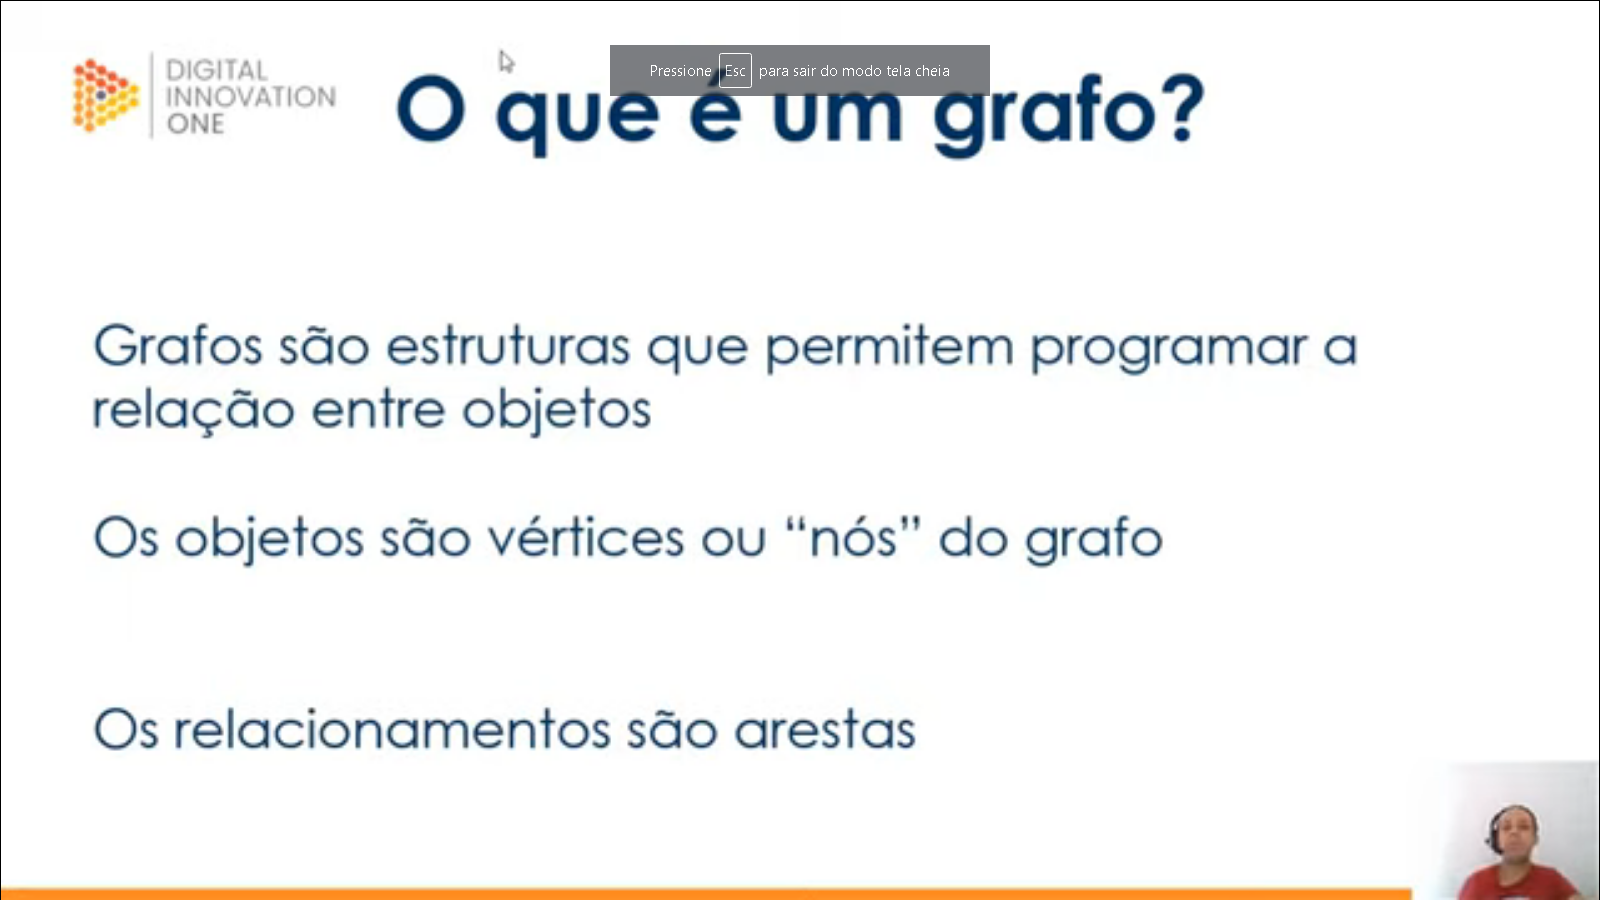 DIGITAL
INNOVATION
ONE
Pressione Esc para sair do modo tela cheia
O que é um grafo?
Grafos são estruturas que permitem programar a
relação entre objetos
Os objetos são vértices ou “nós” do grafo
Os relacionamentos são arestas